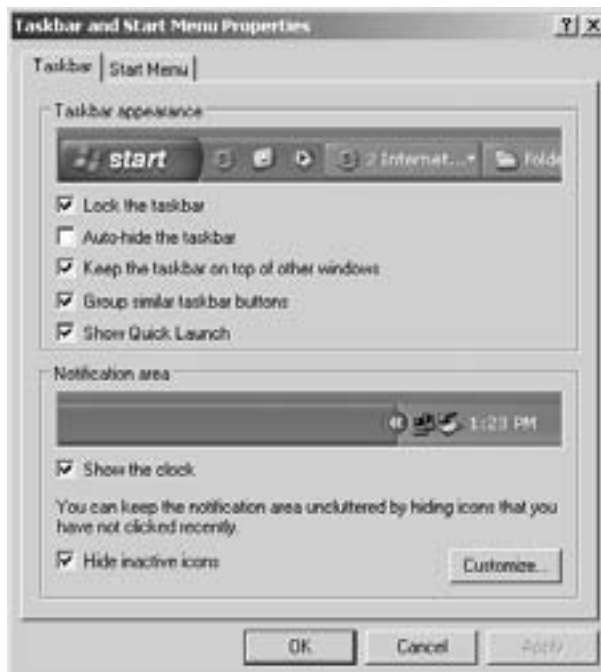 Taskbar and Start Menu Properties
Taskbar
Start Menu
Taskbar appearance
start
2 Internet...
Folde
Lock the taskbar
Auto-hide the taskbar
Keep the taskbar on top of other windows
Group similar taskbar buttons
Show Quick Launch
Notification area
1:23 PM
Show the clock
You can keep the notification area uncluttered by hiding icons that you
have not clicked recently.
Hide inactive icons
Customize...
OK
Cancel
Apply